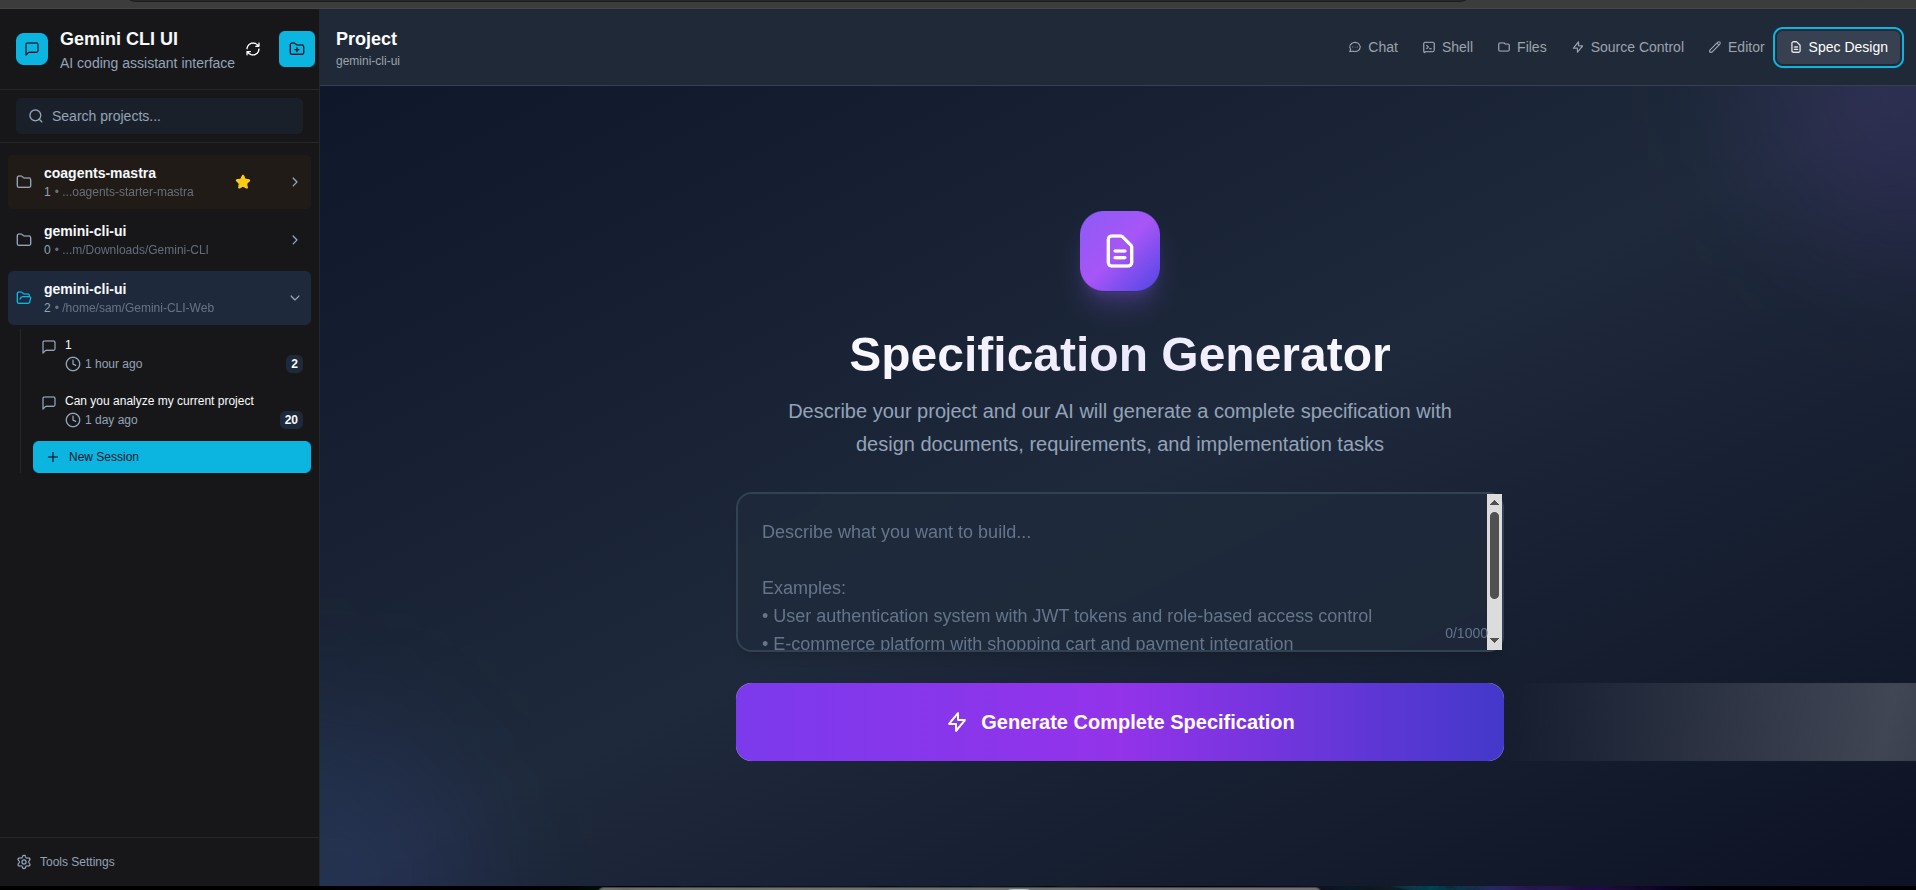 Gemini CLI UI
AI coding assistant interface
Search projects...
coagents-mastra
1 • ...oagents-starter-mastra
gemini-cli-ui
0 • ...m/Downloads/Gemini-CLI
gemini-cli-ui
2 • /home/sam/Gemini-CLI-Web
1
1 hour ago
2
Can you analyze my current project
1 day ago
20
New Session
Tools Settings
Project
gemini-cli-ui
Chat
Shell
Files
Source Control
Editor
Spec Design
Specification Generator
Describe your project and our AI will generate a complete specification with
design documents, requirements, and implementation tasks
Describe what you want to build...
Examples:
• User authentication system with JWT tokens and role-based access control
• E-commerce platform with shopping cart and payment integration
0/1000
Generate Complete Specification